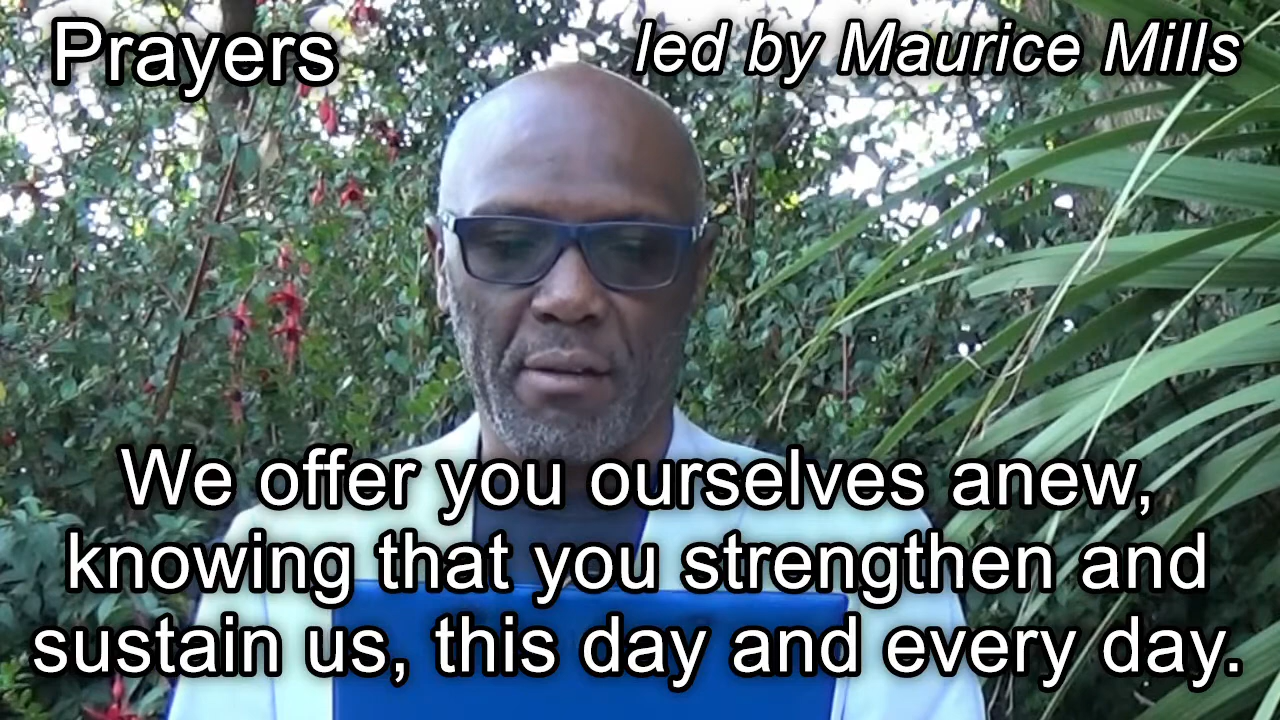 Prayers
led by Maurice Mills
We offer you ourselves anew,
knowing that you strengthen and
sustain us, this day and every day.